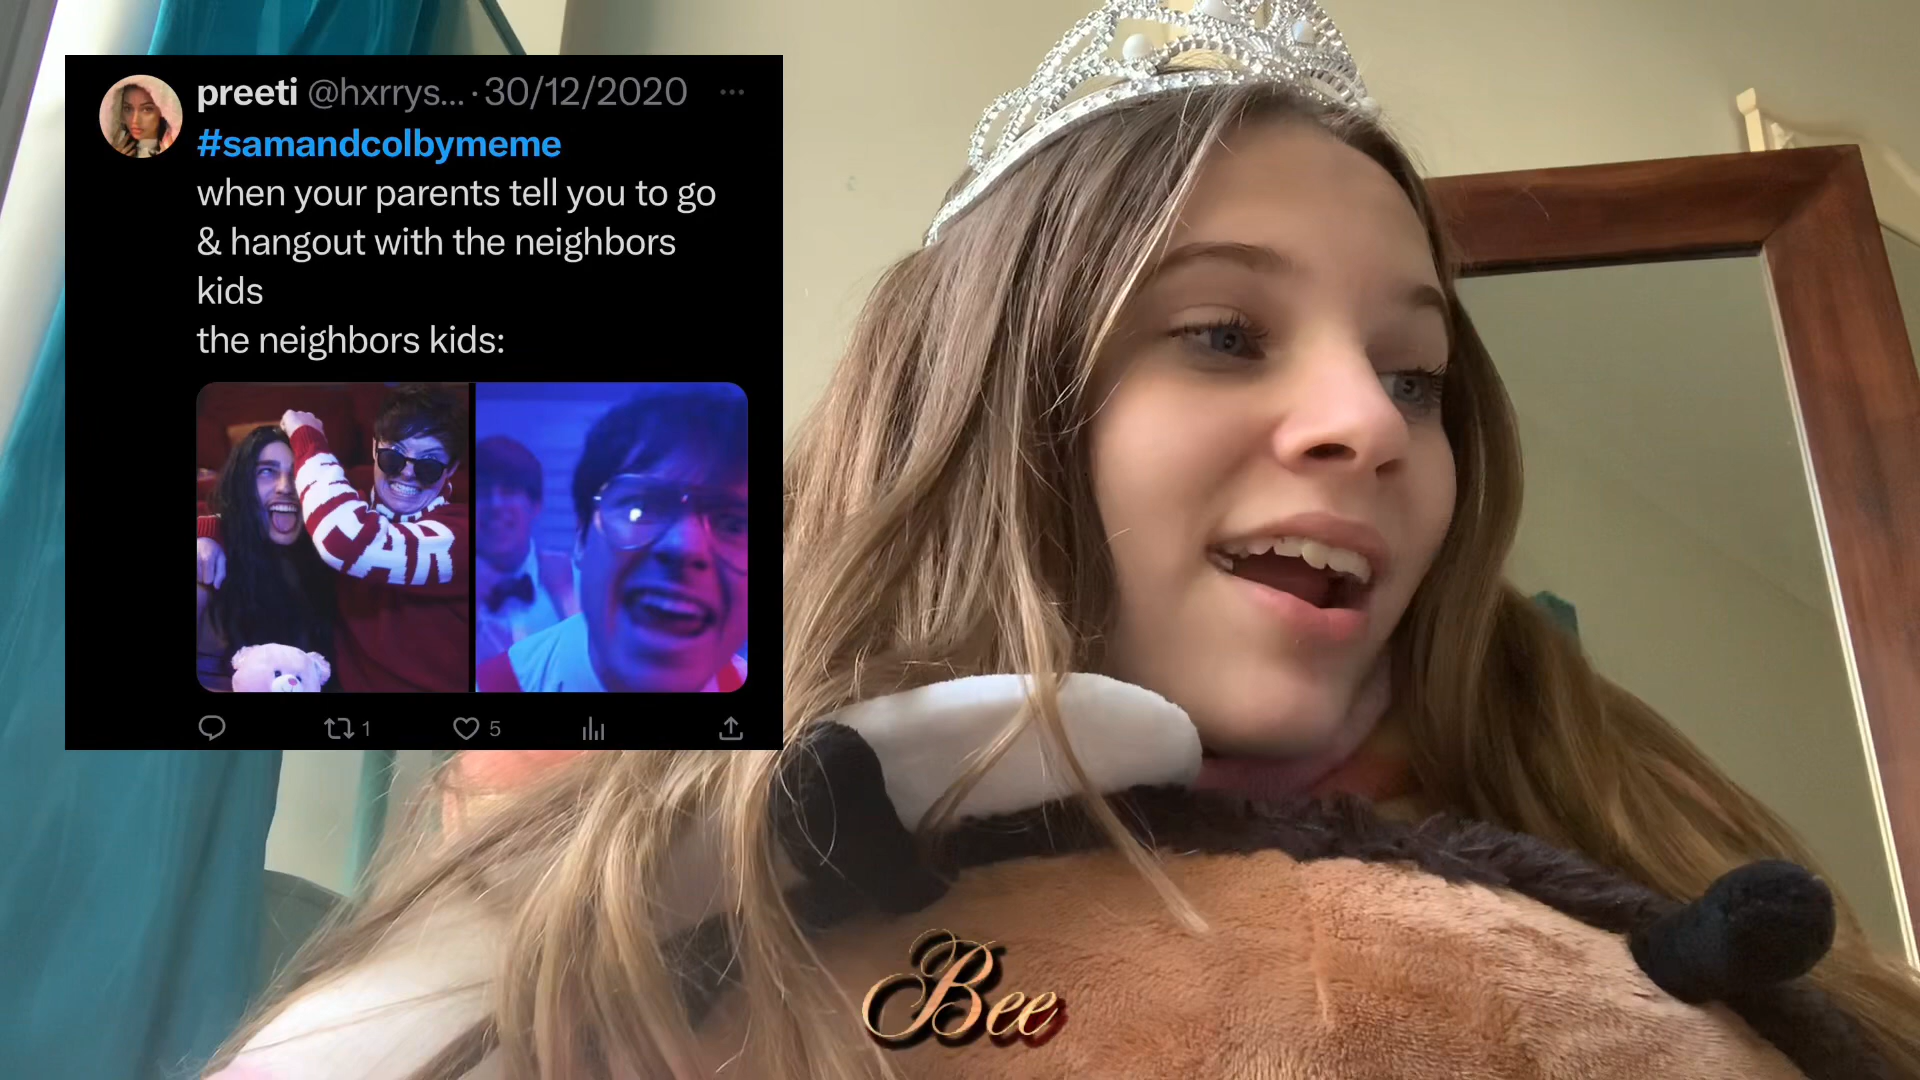 preeti @hxrrys... · 30/12/2020
#samandcolbymeme
when your parents tell you to go
& hangout with the neighbors
kids
the neighbors kids:
CAR
1
5
Bee